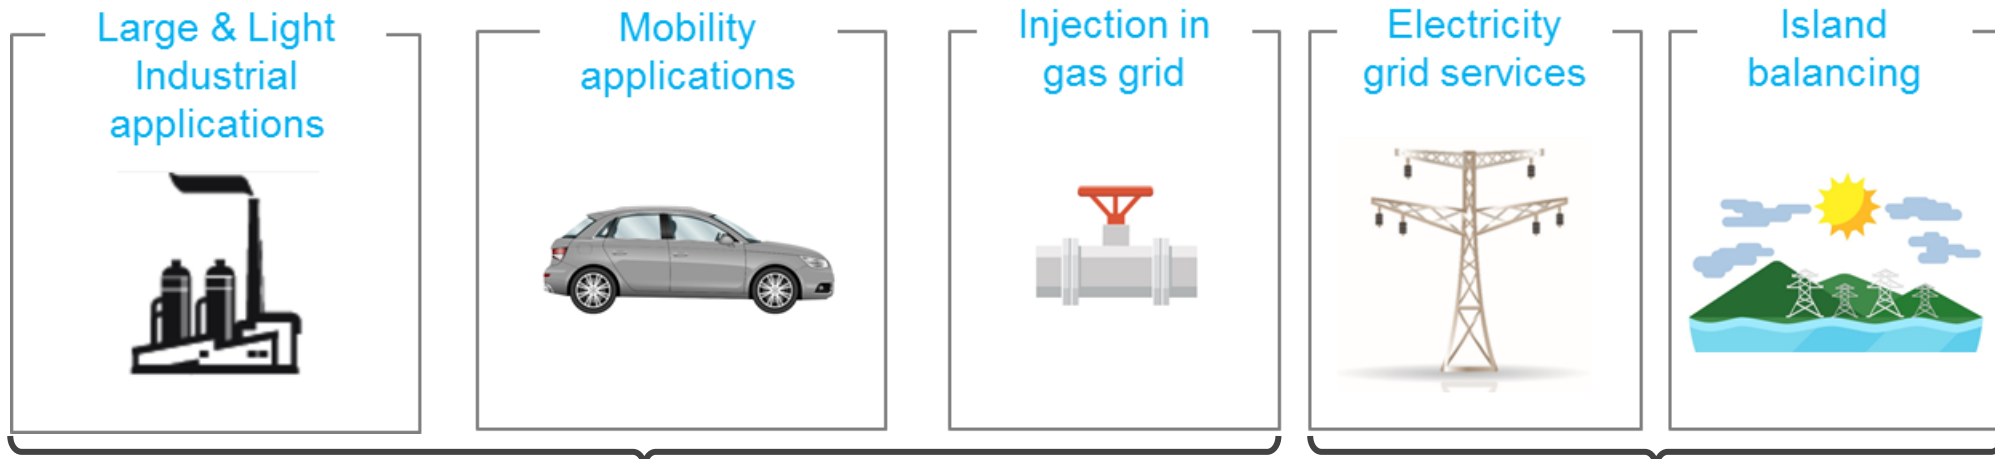 Large & Light
Industrial
applications
Mobility
applications
Injection in
gas grid
Electricity
grid services
Island
balancing